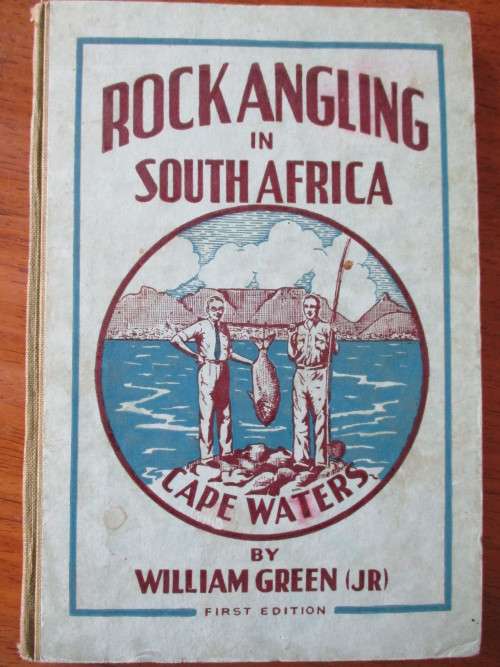 ROCK ANGLING
IN
SOUTH AFRICA
CAPE WATERS
BY
WILLIAM GREEN (JR)
FIRST EDITION